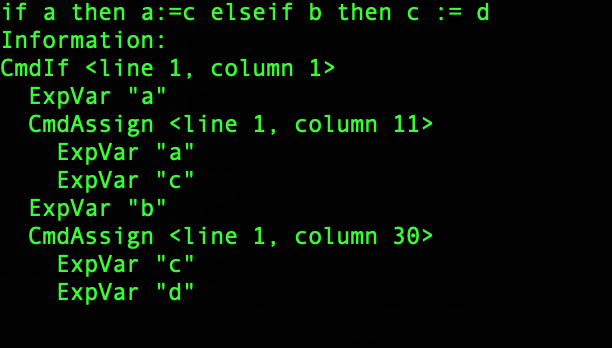 if a then a:=c elseif b then c := d
Information:
CmdIf <line 1, column 1>
ExpVar "a"
CmdAssign <line 1, column 11>
ExpVar "a"
ExpVar "c"
ExpVar "b"
CmdAssign <line 1, column 30>
ExpVar "c"
ExpVar "d"